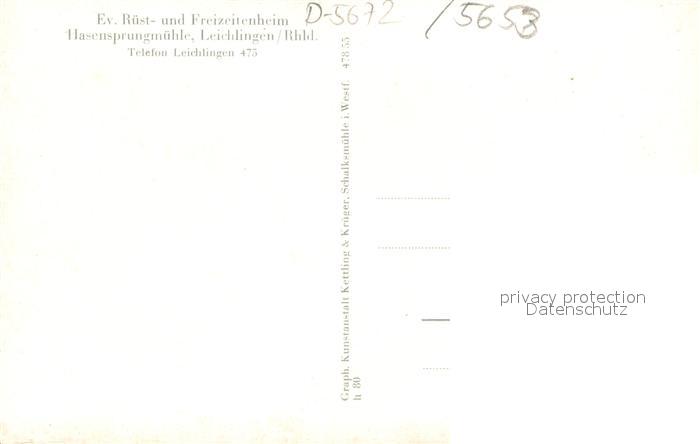 Ev. Rüst- und Freizeitenheim
Hasensprungmühle, Leichlingen/Rhld.
Telefon Leichlingen 475
D-5672 /5653
Graph. Kunstanstalt Kettling & Krüger, Schalksmühle i. Westf. 478 55
h 80
privacy protection
Datenschutz